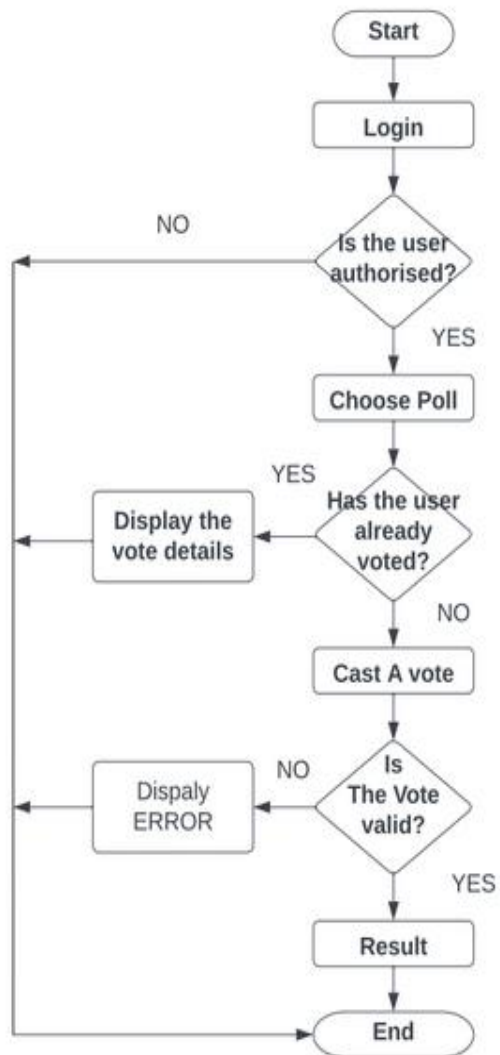 Start
Login
NO
Is the user
authorised?
YES
Choose Poll
YES
Has the user
already
voted?
Display the
vote details
NO
Cast A vote
Is
The Vote
valid?
NO
Dispaly
ERROR
YES
Result
End